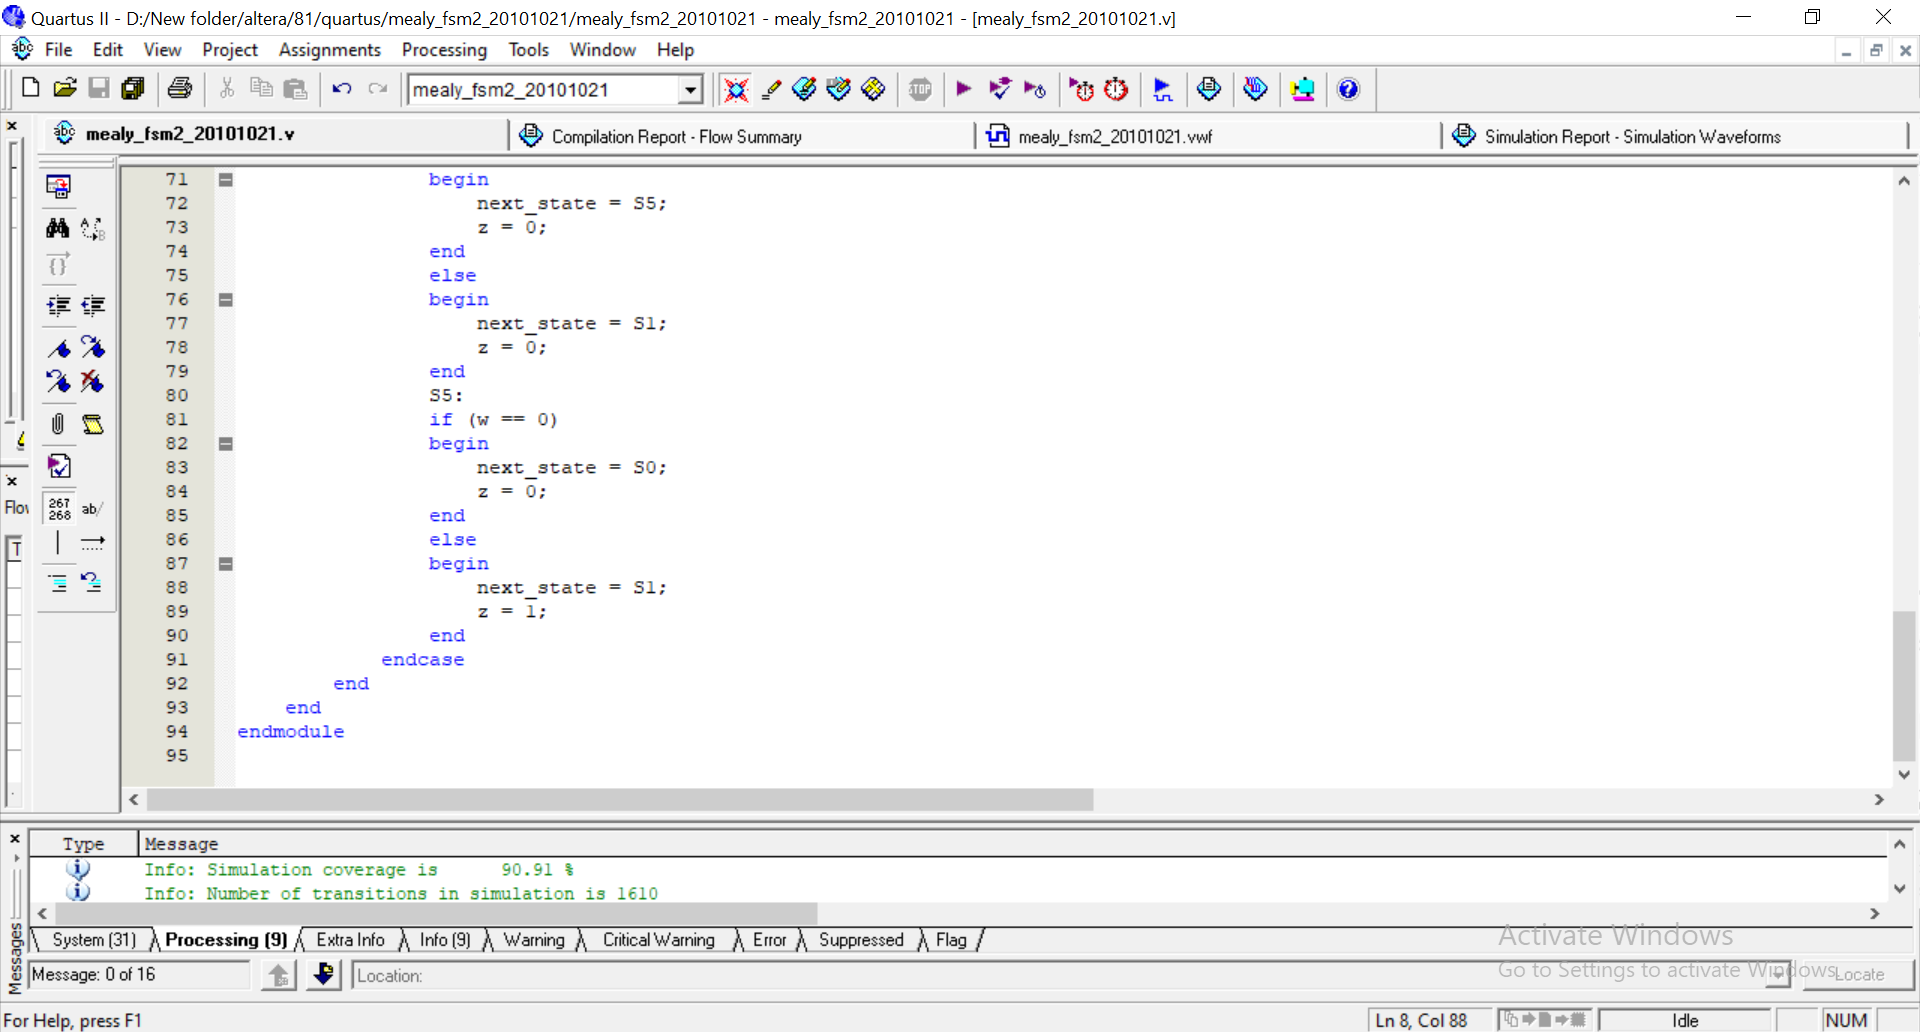 Quartus II - D:/New folder/altera/81/quartus/mealy_fsm2_20101021/mealy_fsm2_20101021 - mealy_fsm2_20101021 - [mealy_fsm2_20101021.v]
File Edit View Project Assignments Processing Tools Window Help
mealy_fsm2_20101021
mealy_fsm2_20101021.v Compilation Report - Flow Summary mealy_fsm2_20101021.vwf Simulation Report - Simulation Waveforms
71 begin
72 next_state = S5;
73 z = 0;
74 end
75 else
76 begin
77 next_state = S1;
78 z = 0;
79 end
80 S5:
81 if (w == 0)
82 begin
83 next_state = S0;
84 z = 0;
85 end
86 else
87 begin
88 next_state = S1;
89 z = 1;
90 end
91 endcase
92 end
93 end
94 endmodule
95
Flow
267
268
ab/
T
Type Message
Info: Simulation coverage is 90.91 %
Info: Number of transitions in simulation is 1610
System (31) Processing (9) Extra Info Info (9) Warning Critical Warning Error Suppressed Flag
Messages
Message: 0 of 16 Location: Locate
Activate Windows
Go to Settings to activate Windows.
For Help, press F1 Ln 8, Col 88 Idle NUM